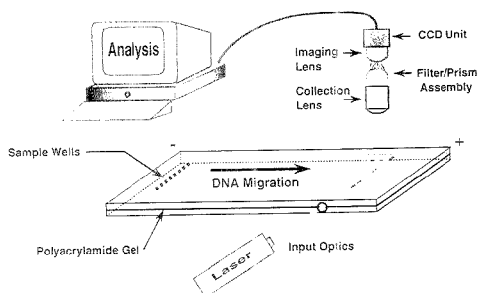 Analysis
CCD Unit
Imaging
Lens
Filter/Prism
Assembly
Collection
Lens
Sample Wells
-
+
DNA Migration
Polyacrylamide Gel
Laser
Input Optics